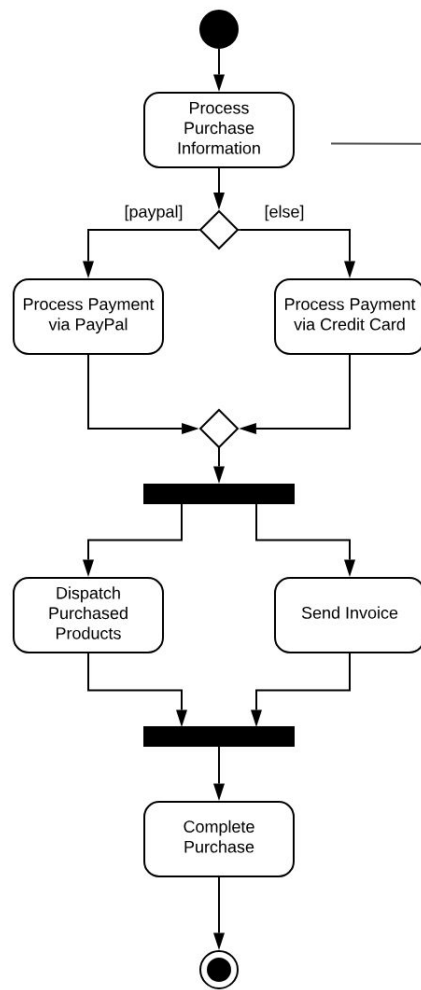 Process
Purchase
Information
[paypal]
[else]
Process Payment
via PayPal
Process Payment
via Credit Card
Dispatch
Purchased
Products
Send Invoice
Complete
Purchase